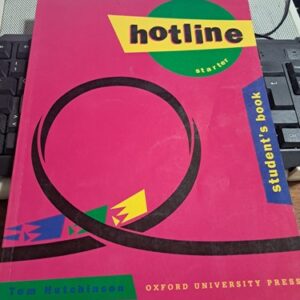 hotline
starter
student's book
Tom Hutchinson
OXFORD UNIVERSITY PRESS